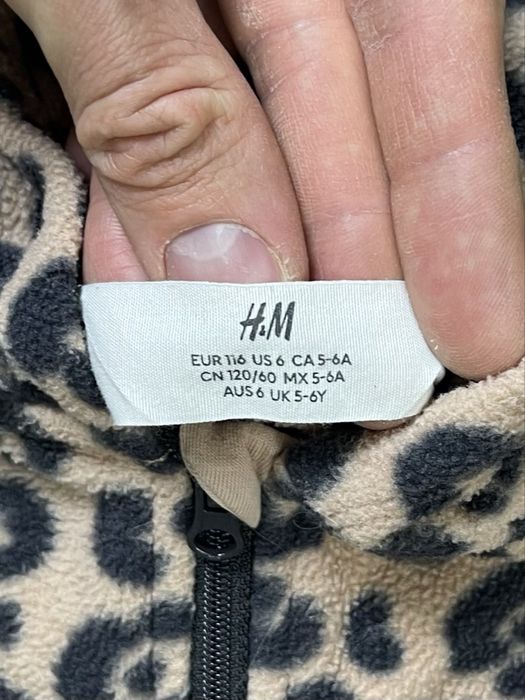 H&M
EUR 116 US 6 CA 5-6A
CN 120/60 MX 5-6A
AUS 6 UK 5-6Y